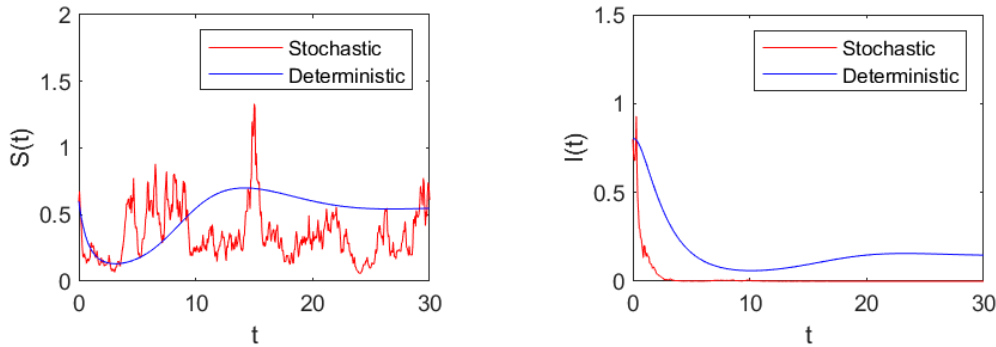 2
1.5
1
0.5
0
0 10 20 30
S(t)
t
Stochastic
Deterministic
1.5
1
0.5
0
0 10 20 30
I(t)
t
Stochastic
Deterministic